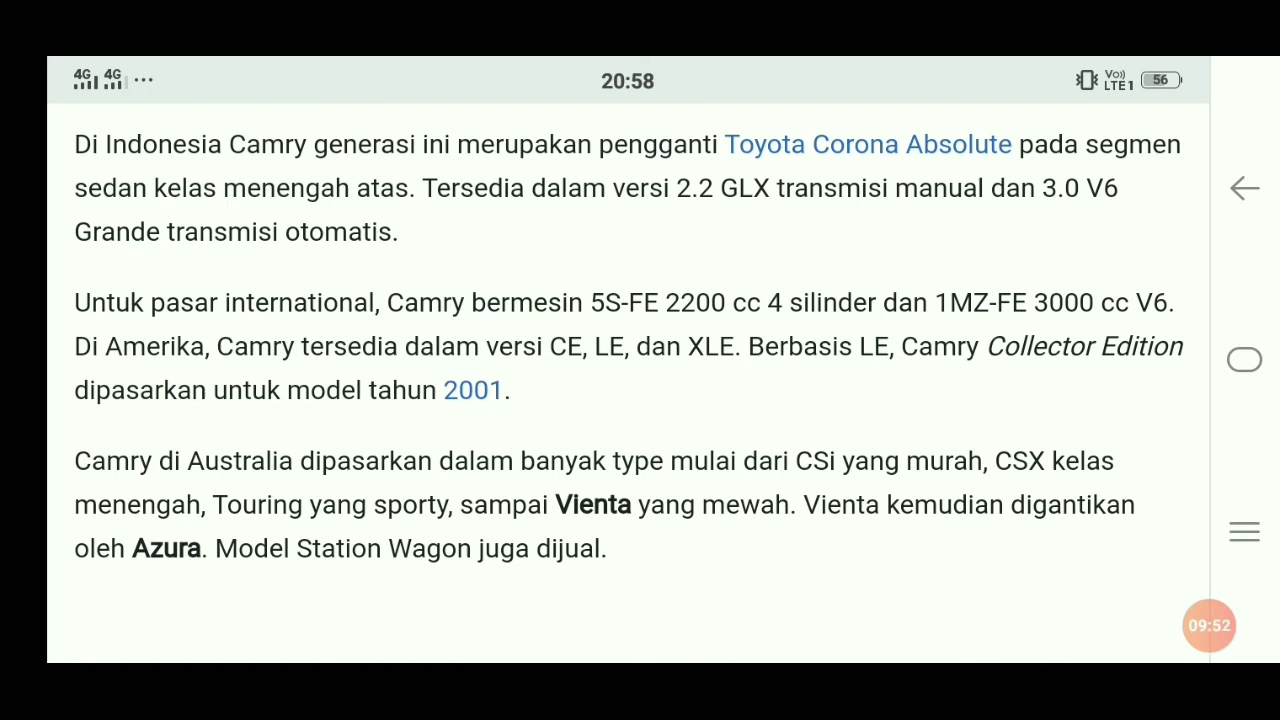 4G 4G ... 20:58 Vo)) LTE 1 56
Di Indonesia Camry generasi ini merupakan pengganti Toyota Corona Absolute pada segmen
sedan kelas menengah atas. Tersedia dalam versi 2.2 GLX transmisi manual dan 3.0 V6
Grande transmisi otomatis.
Untuk pasar international, Camry bermesin 5S-FE 2200 cc 4 silinder dan 1MZ-FE 3000 cc V6.
Di Amerika, Camry tersedia dalam versi CE, LE, dan XLE. Berbasis LE, Camry Collector Edition
dipasarkan untuk model tahun 2001.
Camry di Australia dipasarkan dalam banyak type mulai dari CSi yang murah, CSX kelas
menengah, Touring yang sporty, sampai Vienta yang mewah. Vienta kemudian digantikan
oleh Azura. Model Station Wagon juga dijual.
09:52